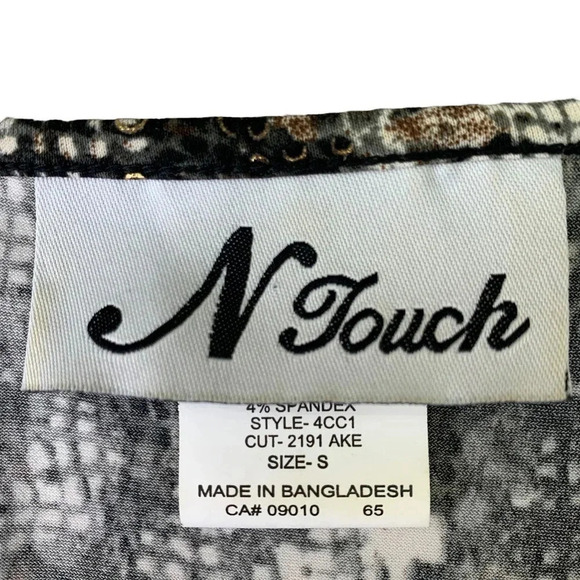 N Touch
4% SPANDEX
STYLE- 4CC1
CUT- 2191 AKE
SIZE- S
MADE IN BANGLADESH
CA# 09010 65